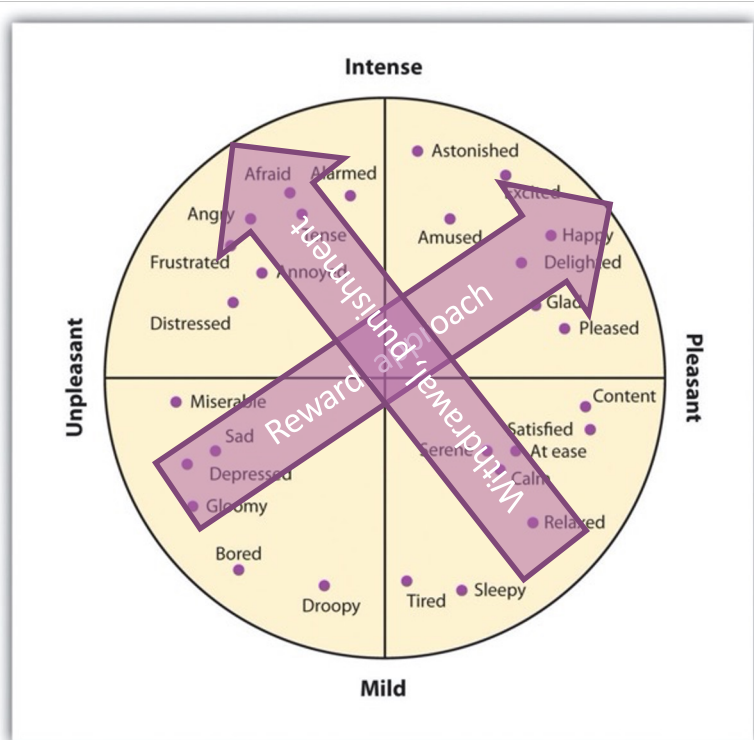 Intense
Astonished
Afraid
Alarmed
Excited
Angry
Tense
Amused
Happy
Frustrated
Annoyed
Delighted
Glad
Distressed
Pleased
Unpleasant
Pleasant
Reward approach
Withdrawal, punishment
Miserable
Content
Sad
Satisfied
Serene
At ease
Depressed
Calm
Gloomy
Relaxed
Bored
Sleepy
Tired
Droopy
Mild